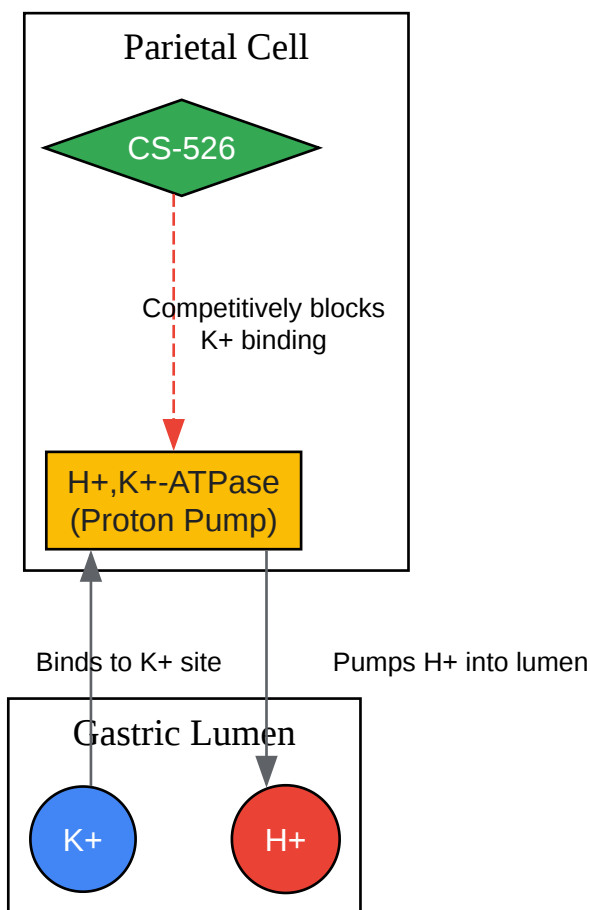 Parietal Cell
CS-526
Competitively blocks
K+ binding
H+,K+-ATPase
(Proton Pump)
Binds to K+ site
Pumps H+ into lumen
Gastric Lumen
K+
H+